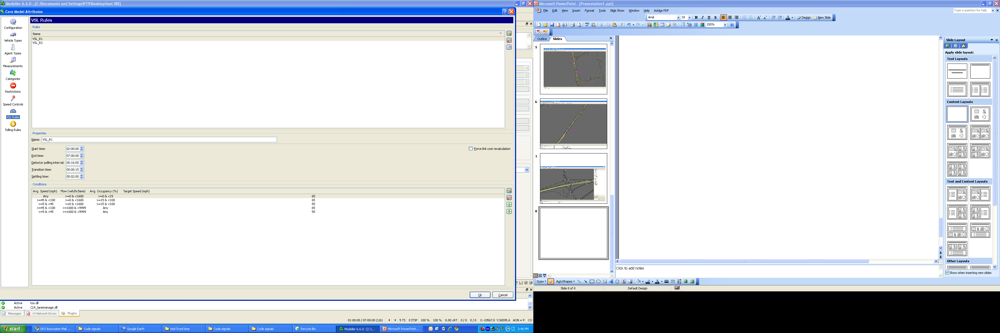 Modeller 6.6.0 : [C:\Documents and Settings\PTV\Desktop\test I80]
Core Model Attributes
Configuration
Vehicle Types
Agent Types
Measurements
Categories
Restrictions
Speed Controls
VSL Rules
Tolling Rules
VSL Rules
Rules
Name
VSL_R1
VSL_R2
Properties
Name: VSL_R1
Start time: 02:00:00
Force link cost recalculation
End time: 07:00:00
Detector polling interval: 00:16:00
Transition time: 00:00:15
Settling time: 00:02:00
Conditions
Avg. Speed (mph) Flow (veh/hr/lane) Avg. Occupancy (%) Target Speed (mph)
Any >=0 & <1600 >=0 & <15 65
>=45 & <100 >=0 & <1600 >=15 & <100 65
>=5 & <45 >=0 & <1600 >=15 & <100 55
>=45 & <100 >=1600 & <9999 Any 65
>=5 & <45 >=1600 & <9999 Any 55
Ok Cancel
Active tos.dll
Active CLR_lanemanage.dll
Messages 14 Network Errors Plugins
01:00:00 / 07:00:00 (1/6) 5 TS 0 ITSP 100 % 100 % 0.00 xRT 0 / 0 0 / 0 X:-10567.0 Y:36595.6 AON + P CO
Microsoft PowerPoint - [Presentation1.ppt]
File Edit View Insert Format Tools Slide Show Window Help Adobe PDF
Type a question for help
Arial 18 B I U S A A A Design New Slide
150%
Outline Slides
5
6
7
8
Slide Layout
Apply slide layout:
Text Layouts
Content Layouts
Text and Content Layouts
Other Layouts
Show when inserting new slides
Click to add notes
Draw AutoShapes
Slide 8 of 8 Default Design
start DKS Associates Mail ... Code signals Google Earth test fixed time Code signals Code signals Recycle Bin Modeller 6.6.0 : [C:\... Microsoft PowerPoint... 3:46 PM